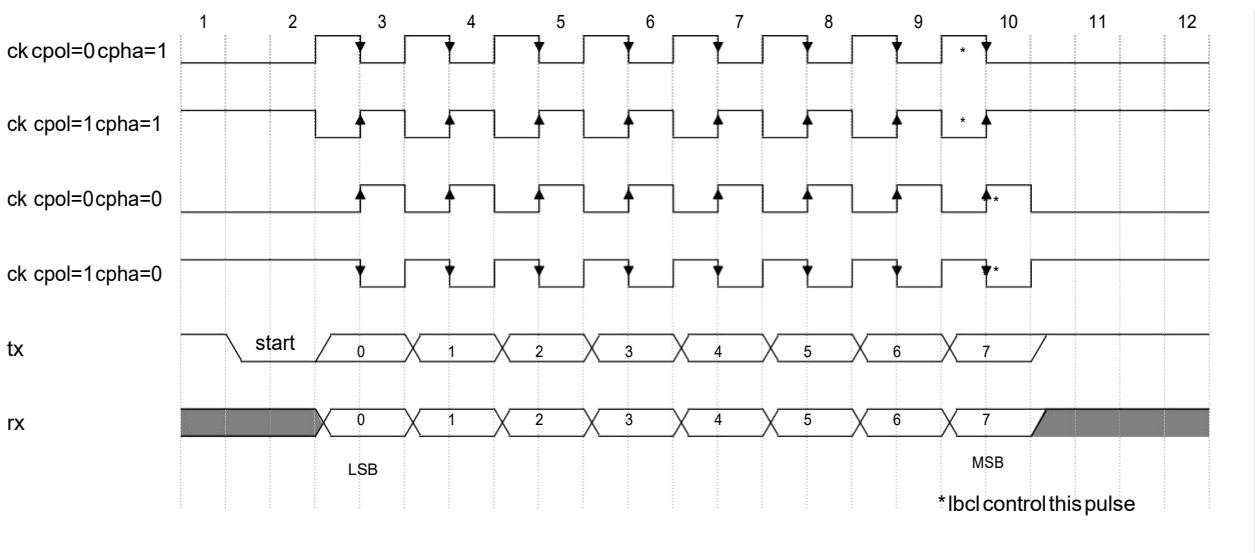 1 2 3 4 5 6 7 8 9 10 11 12
ck cpol=0 cpha=1 *
ck cpol=1 cpha=1 *
ck cpol=0 cpha=0 *
ck cpol=1 cpha=0 *
tx start 0 1 2 3 4 5 6 7
rx 0 1 2 3 4 5 6 7
LSB MSB
* lbcl control this pulse